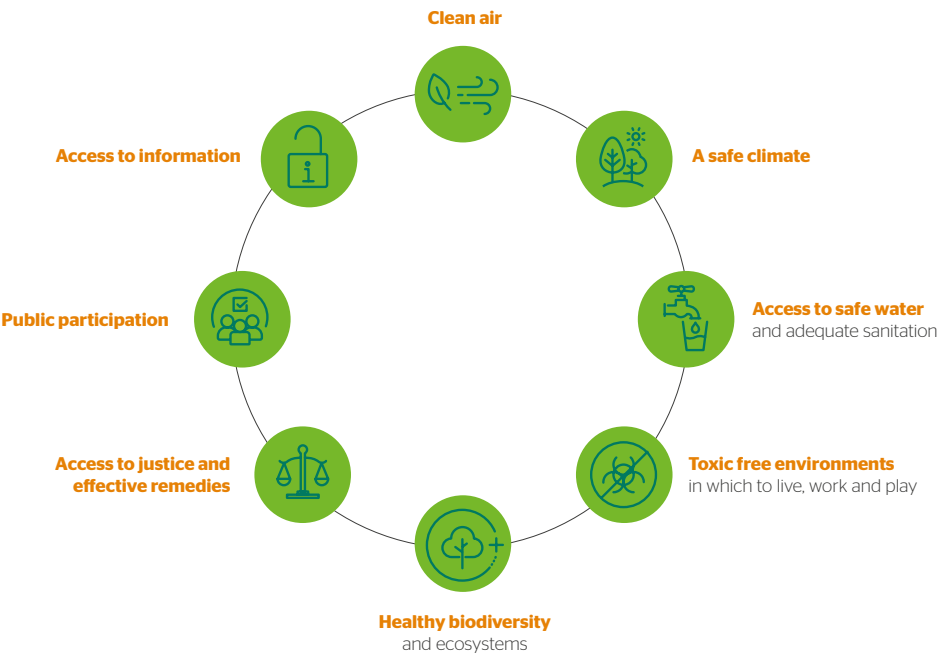 Clean air
A safe climate
Access to safe water
and adequate sanitation
Toxic free environments
in which to live, work and play
Healthy biodiversity
and ecosystems
Access to justice and
effective remedies
Public participation
Access to information
i